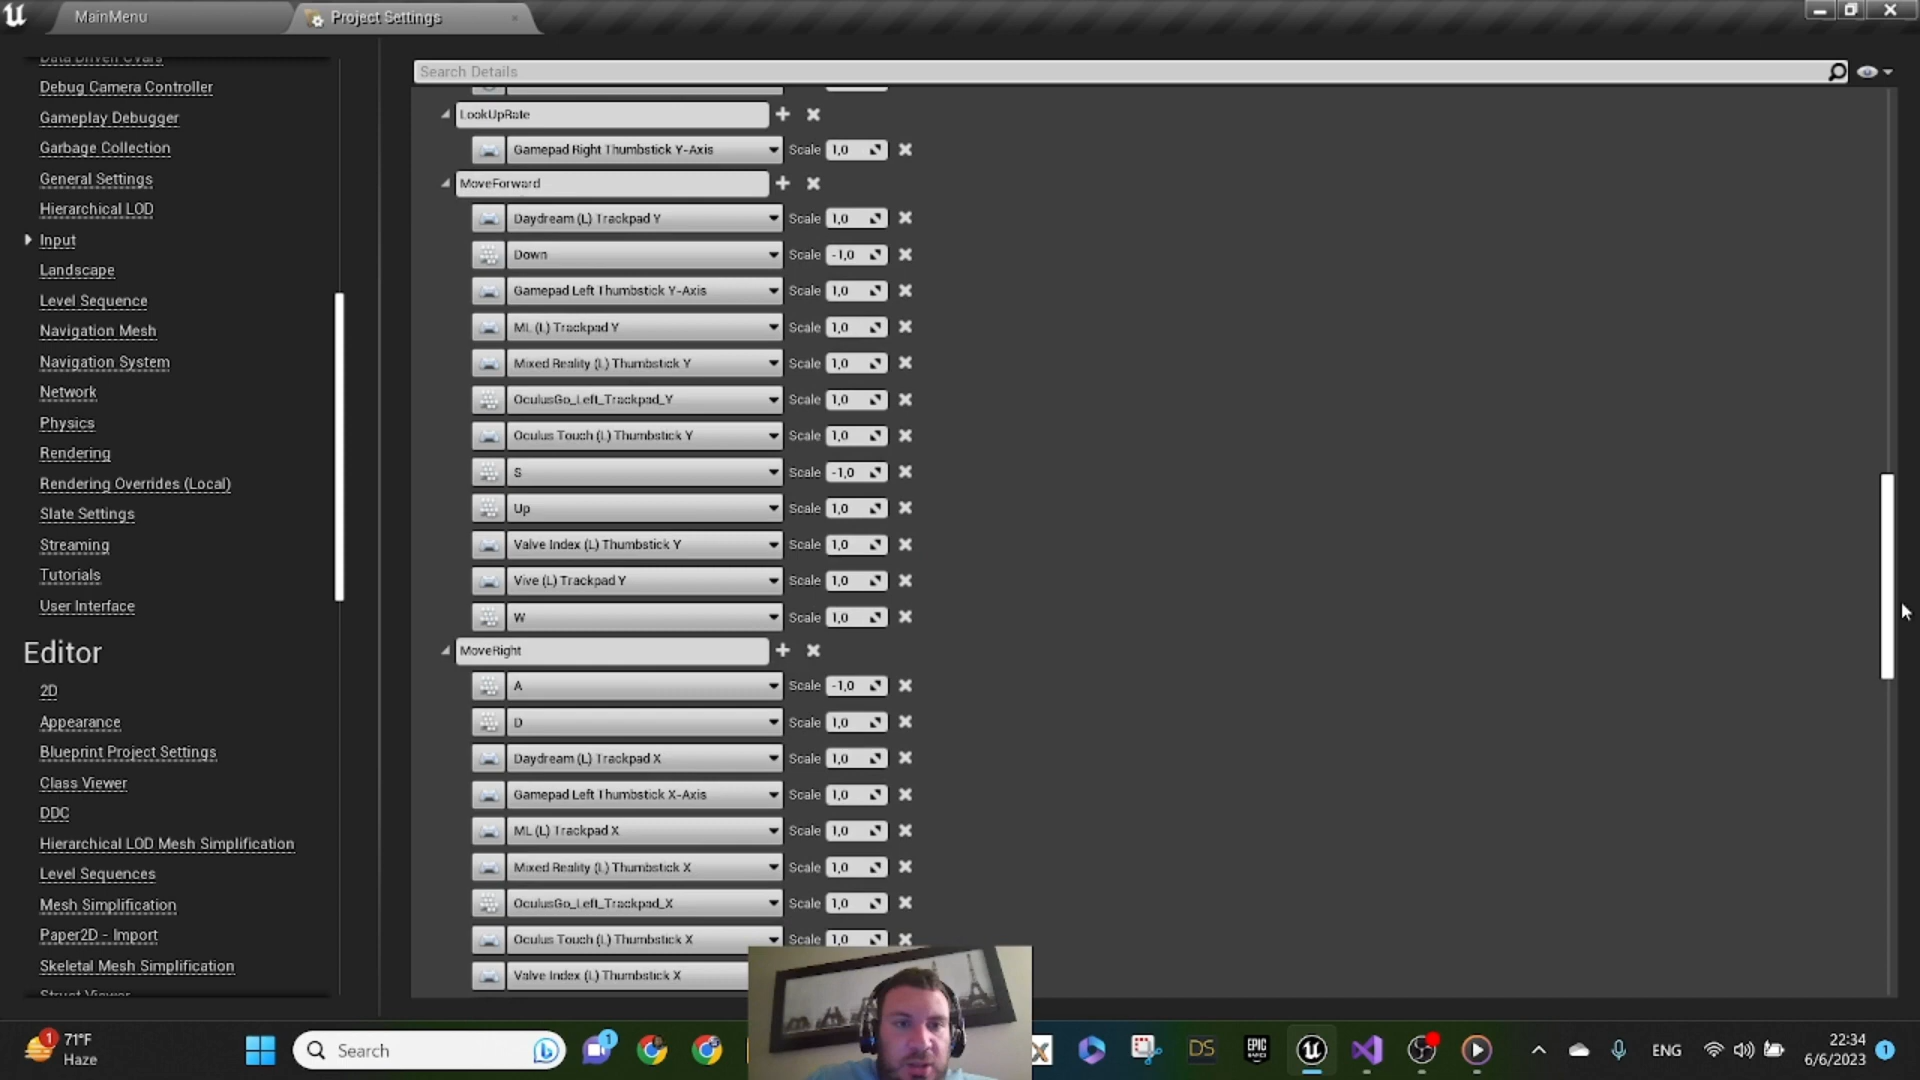 MainMenu
Project Settings
Data Driven CVars
Debug Camera Controller
Gameplay Debugger
Garbage Collection
General Settings
Hierarchical LOD
Input
Landscape
Level Sequence
Navigation Mesh
Navigation System
Network
Physics
Rendering
Rendering Overrides (Local)
Slate Settings
Streaming
Tutorials
User Interface
Editor
2D
Appearance
Blueprint Project Settings
Class Viewer
DDC
Hierarchical LOD Mesh Simplification
Level Sequences
Mesh Simplification
Paper2D - Import
Skeletal Mesh Simplification
Struct Viewer
Search Details
LookUpRate
Gamepad Right Thumbstick Y-Axis Scale 1,0
MoveForward
Daydream (L) Trackpad Y Scale 1,0
Down Scale -1,0
Gamepad Left Thumbstick Y-Axis Scale 1,0
ML (L) Trackpad Y Scale 1,0
Mixed Reality (L) Thumbstick Y Scale 1,0
OculusGo_Left_Trackpad_Y Scale 1,0
Oculus Touch (L) Thumbstick Y Scale 1,0
S Scale -1,0
Up Scale 1,0
Valve Index (L) Thumbstick Y Scale 1,0
Vive (L) Trackpad Y Scale 1,0
W Scale 1,0
MoveRight
A Scale -1,0
D Scale 1,0
Daydream (L) Trackpad X Scale 1,0
Gamepad Left Thumbstick X-Axis Scale 1,0
ML (L) Trackpad X Scale 1,0
Mixed Reality (L) Thumbstick X Scale 1,0
OculusGo_Left_Trackpad_X Scale 1,0
Oculus Touch (L) Thumbstick X Scale 1,0
Valve Index (L) Thumbstick X
1
71°F
Haze
Search
1
DS
EPIC
GAMES
ENG
22:34
6/6/2023
1